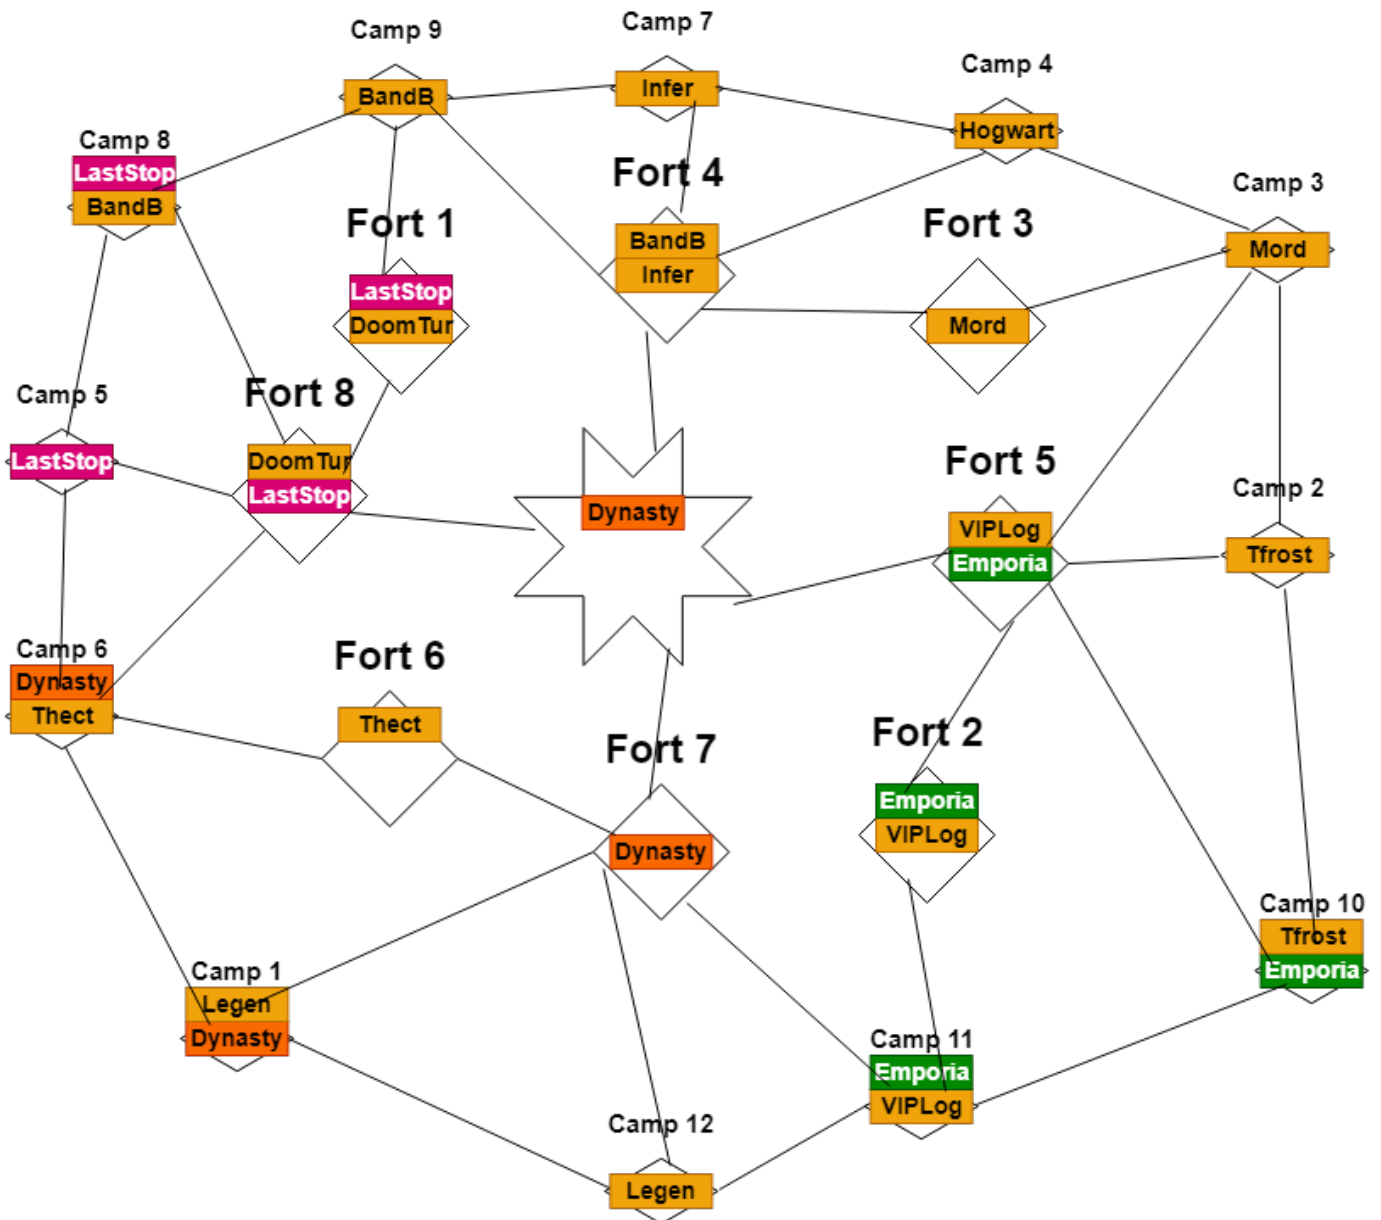 Camp 9
BandB
Camp 7
Infer
Camp 4
Hogwart
Camp 8
LastStop
BandB
Fort 4
BandB
Infer
Camp 3
Mord
Fort 1
LastStop
DoomTur
Fort 3
Mord
Camp 5
LastStop
Fort 8
DoomTur
LastStop
Dynasty
Fort 5
VIPLog
Emporia
Camp 2
Tfrost
Camp 6
Dynasty
Thect
Fort 6
Thect
Fort 7
Dynasty
Fort 2
Emporia
VIPLog
Camp 10
Tfrost
Emporia
Camp 1
Legen
Dynasty
Camp 11
Emporia
VIPLog
Camp 12
Legen